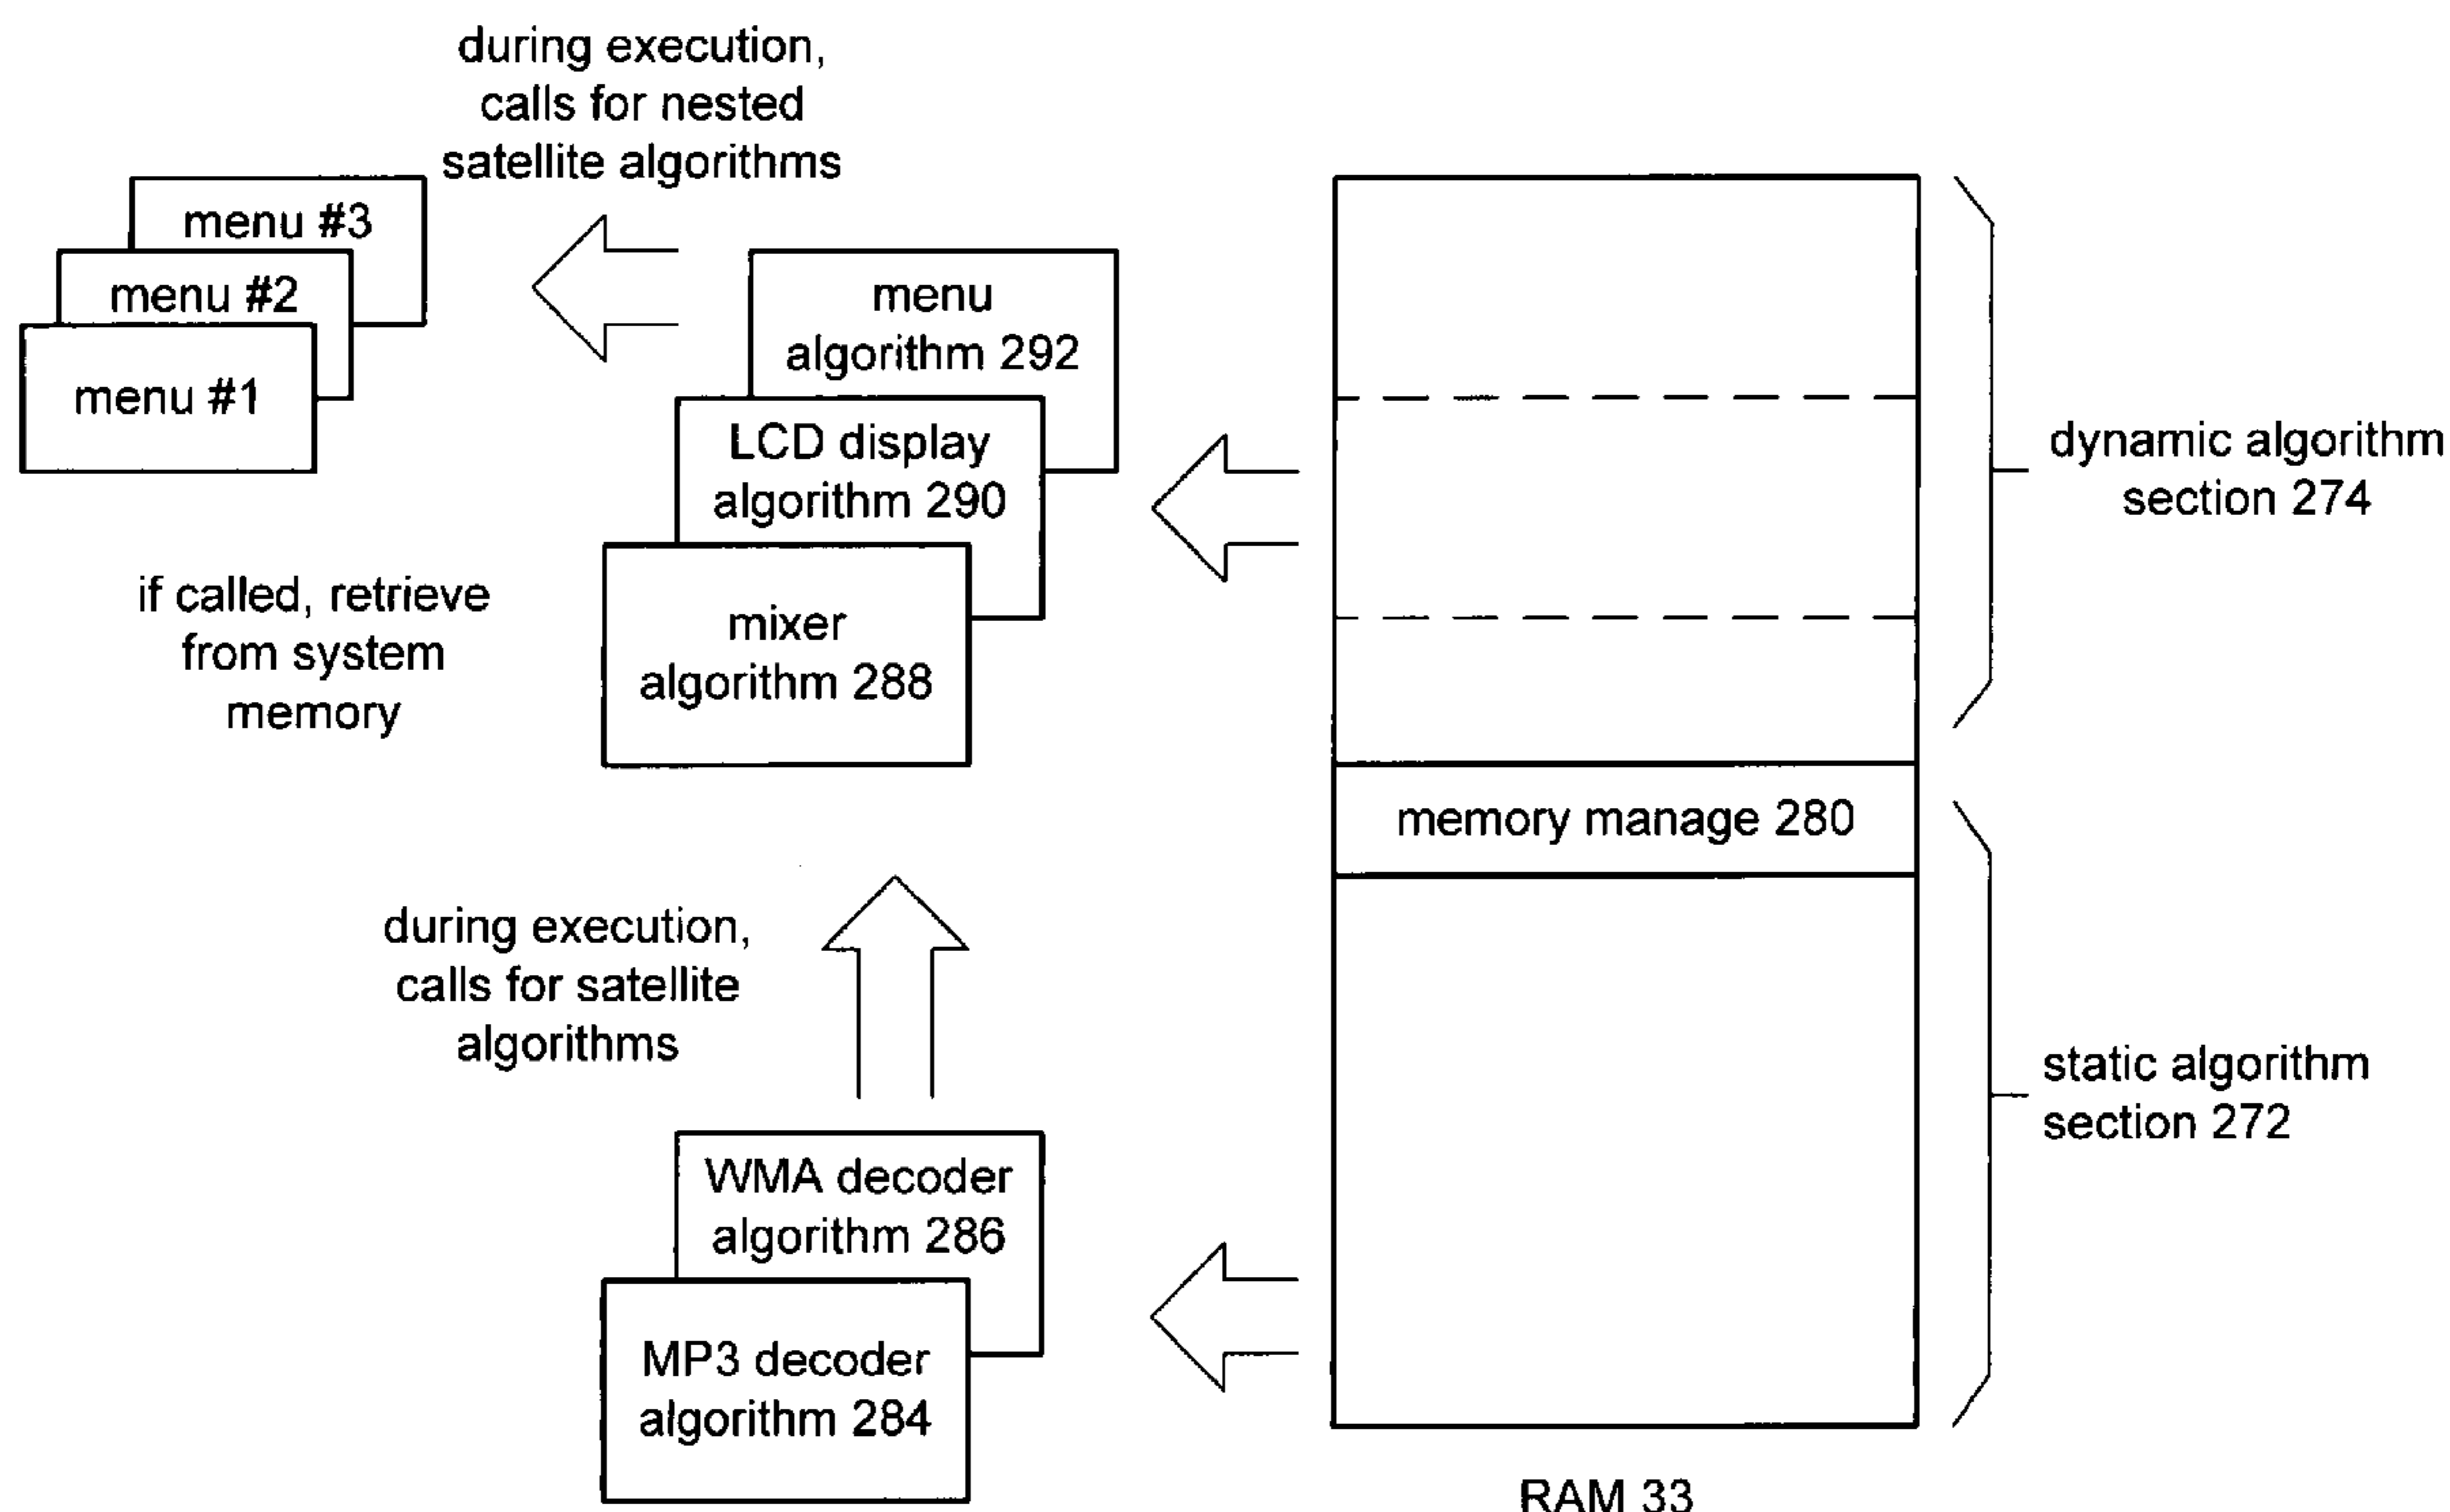 during execution,
calls for nested
satellite algorithms
menu #3
menu #2
menu #1
menu
algorithm 292
LCD display
algorithm 290
mixer
algorithm 288
if called, retrieve
from system
memory
dynamic algorithm
section 274
memory manage 280
during execution,
calls for satellite
algorithms
static algorithm
section 272
WMA decoder
algorithm 286
MP3 decoder
algorithm 284
RAM 33